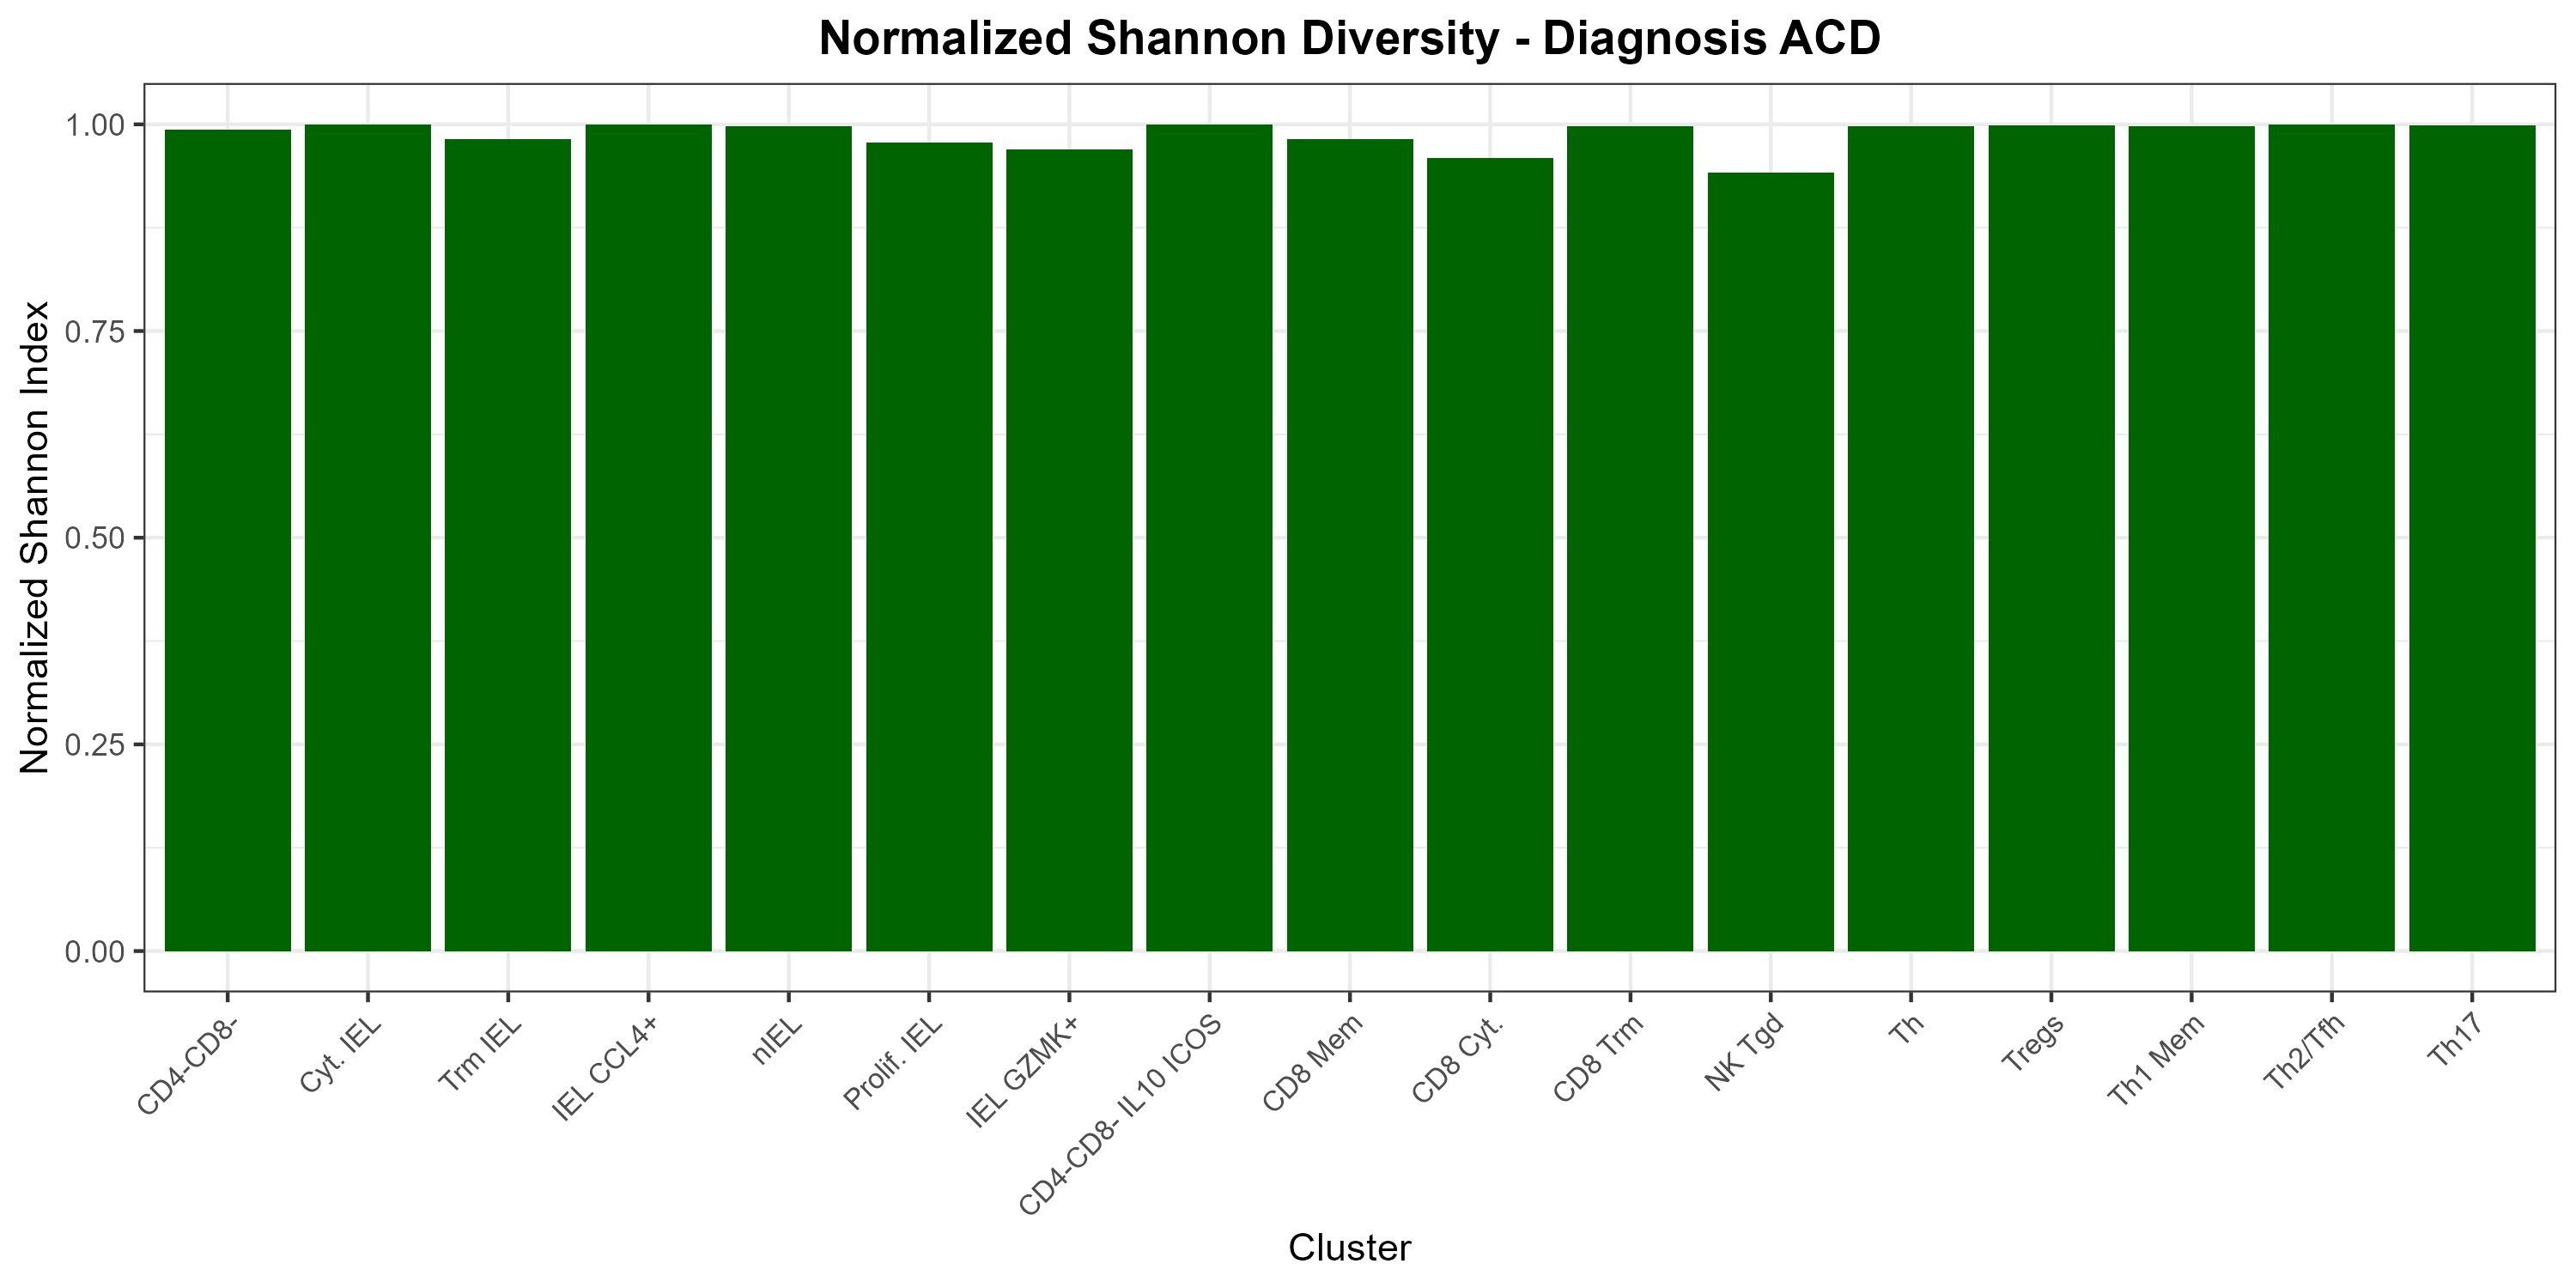 Normalized Shannon Diversity - Diagnosis ACD
Normalized Shannon Index
1.00
0.75
0.50
0.25
0.00
CD4-CD8-
Cyt. IEL
Trm IEL
IEL CCL4+
nIEL
Prolif. IEL
IEL GZMK+
CD4-CD8- IL10 ICOS
CD8 Mem
CD8 Cyt.
CD8 Trm
NK Tgd
Th
Tregs
Th1 Mem
Th2/Tfh
Th17
Cluster